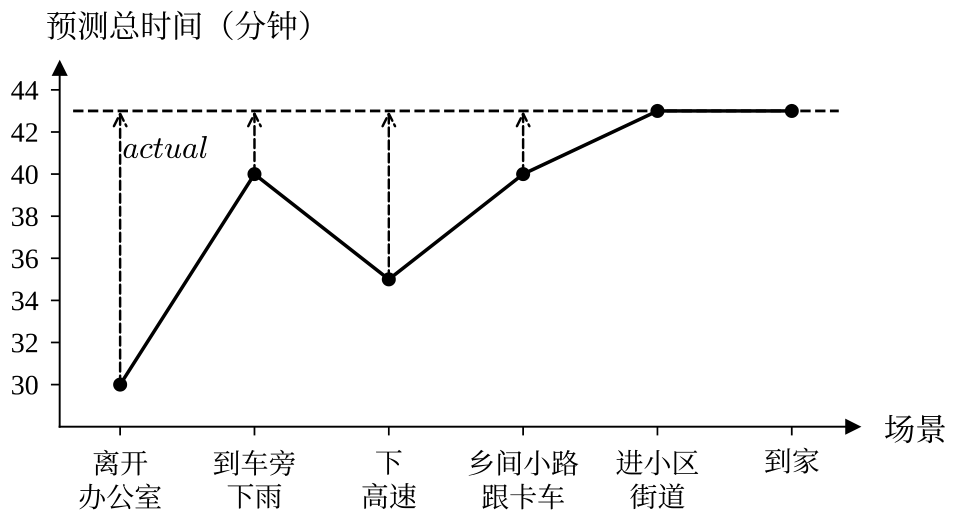 预测总时间（分钟）
44
42
actual
40
38
36
34
32
30
场景
离开
办公室
到车旁
下雨
下
高速
乡间小路
跟卡车
进小区
街道
到家